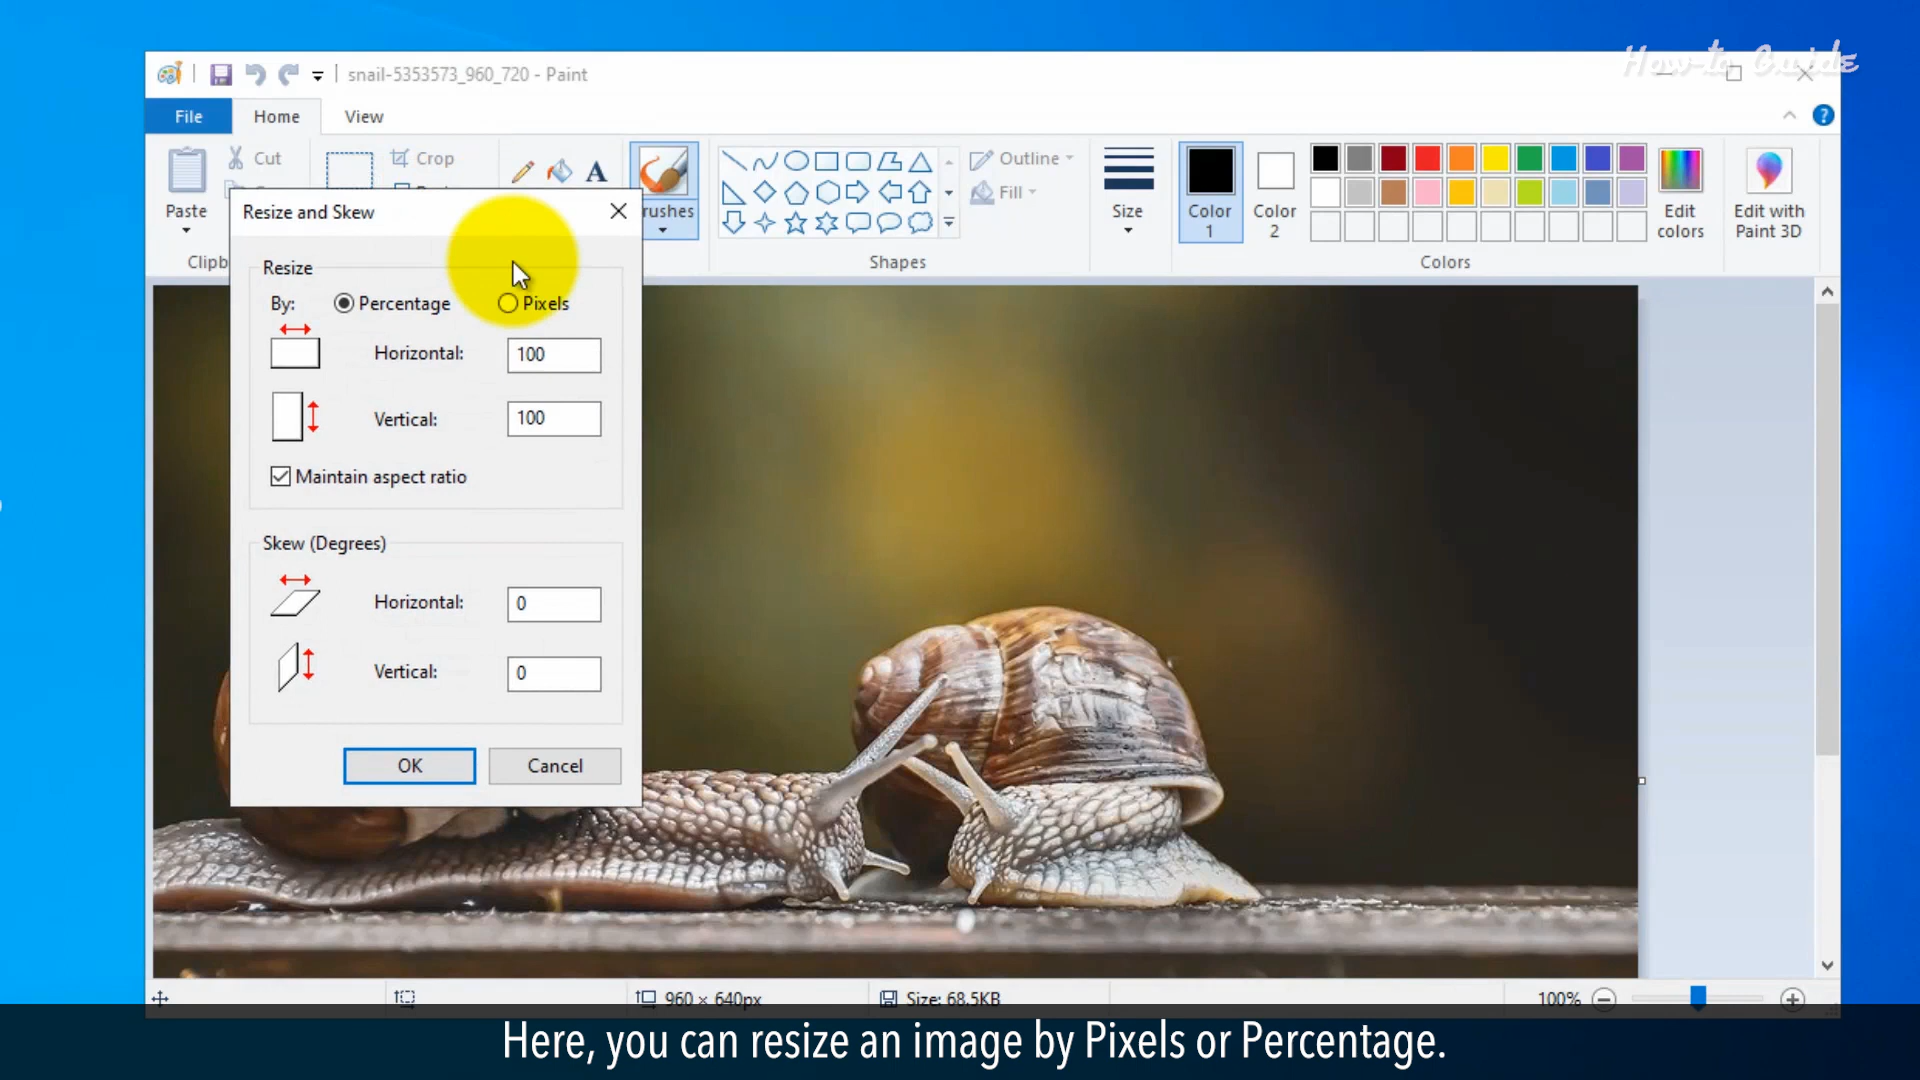 How-to Guide
snail-5353573_960_720 - Paint
File Home View
Cut
Crop
Paste
rushes
Outline
Fill
Size
Color 1
Color 2
Edit colors
Edit with Paint 3D
Clipb
Shapes
Colors
Resize and Skew
Resize
By: Percentage Pixels
Horizontal: 100
Vertical: 100
Maintain aspect ratio
Skew (Degrees)
Horizontal: 0
Vertical: 0
OK Cancel
960 × 640px
Size: 68.5KB
100%
Here, you can resize an image by Pixels or Percentage.